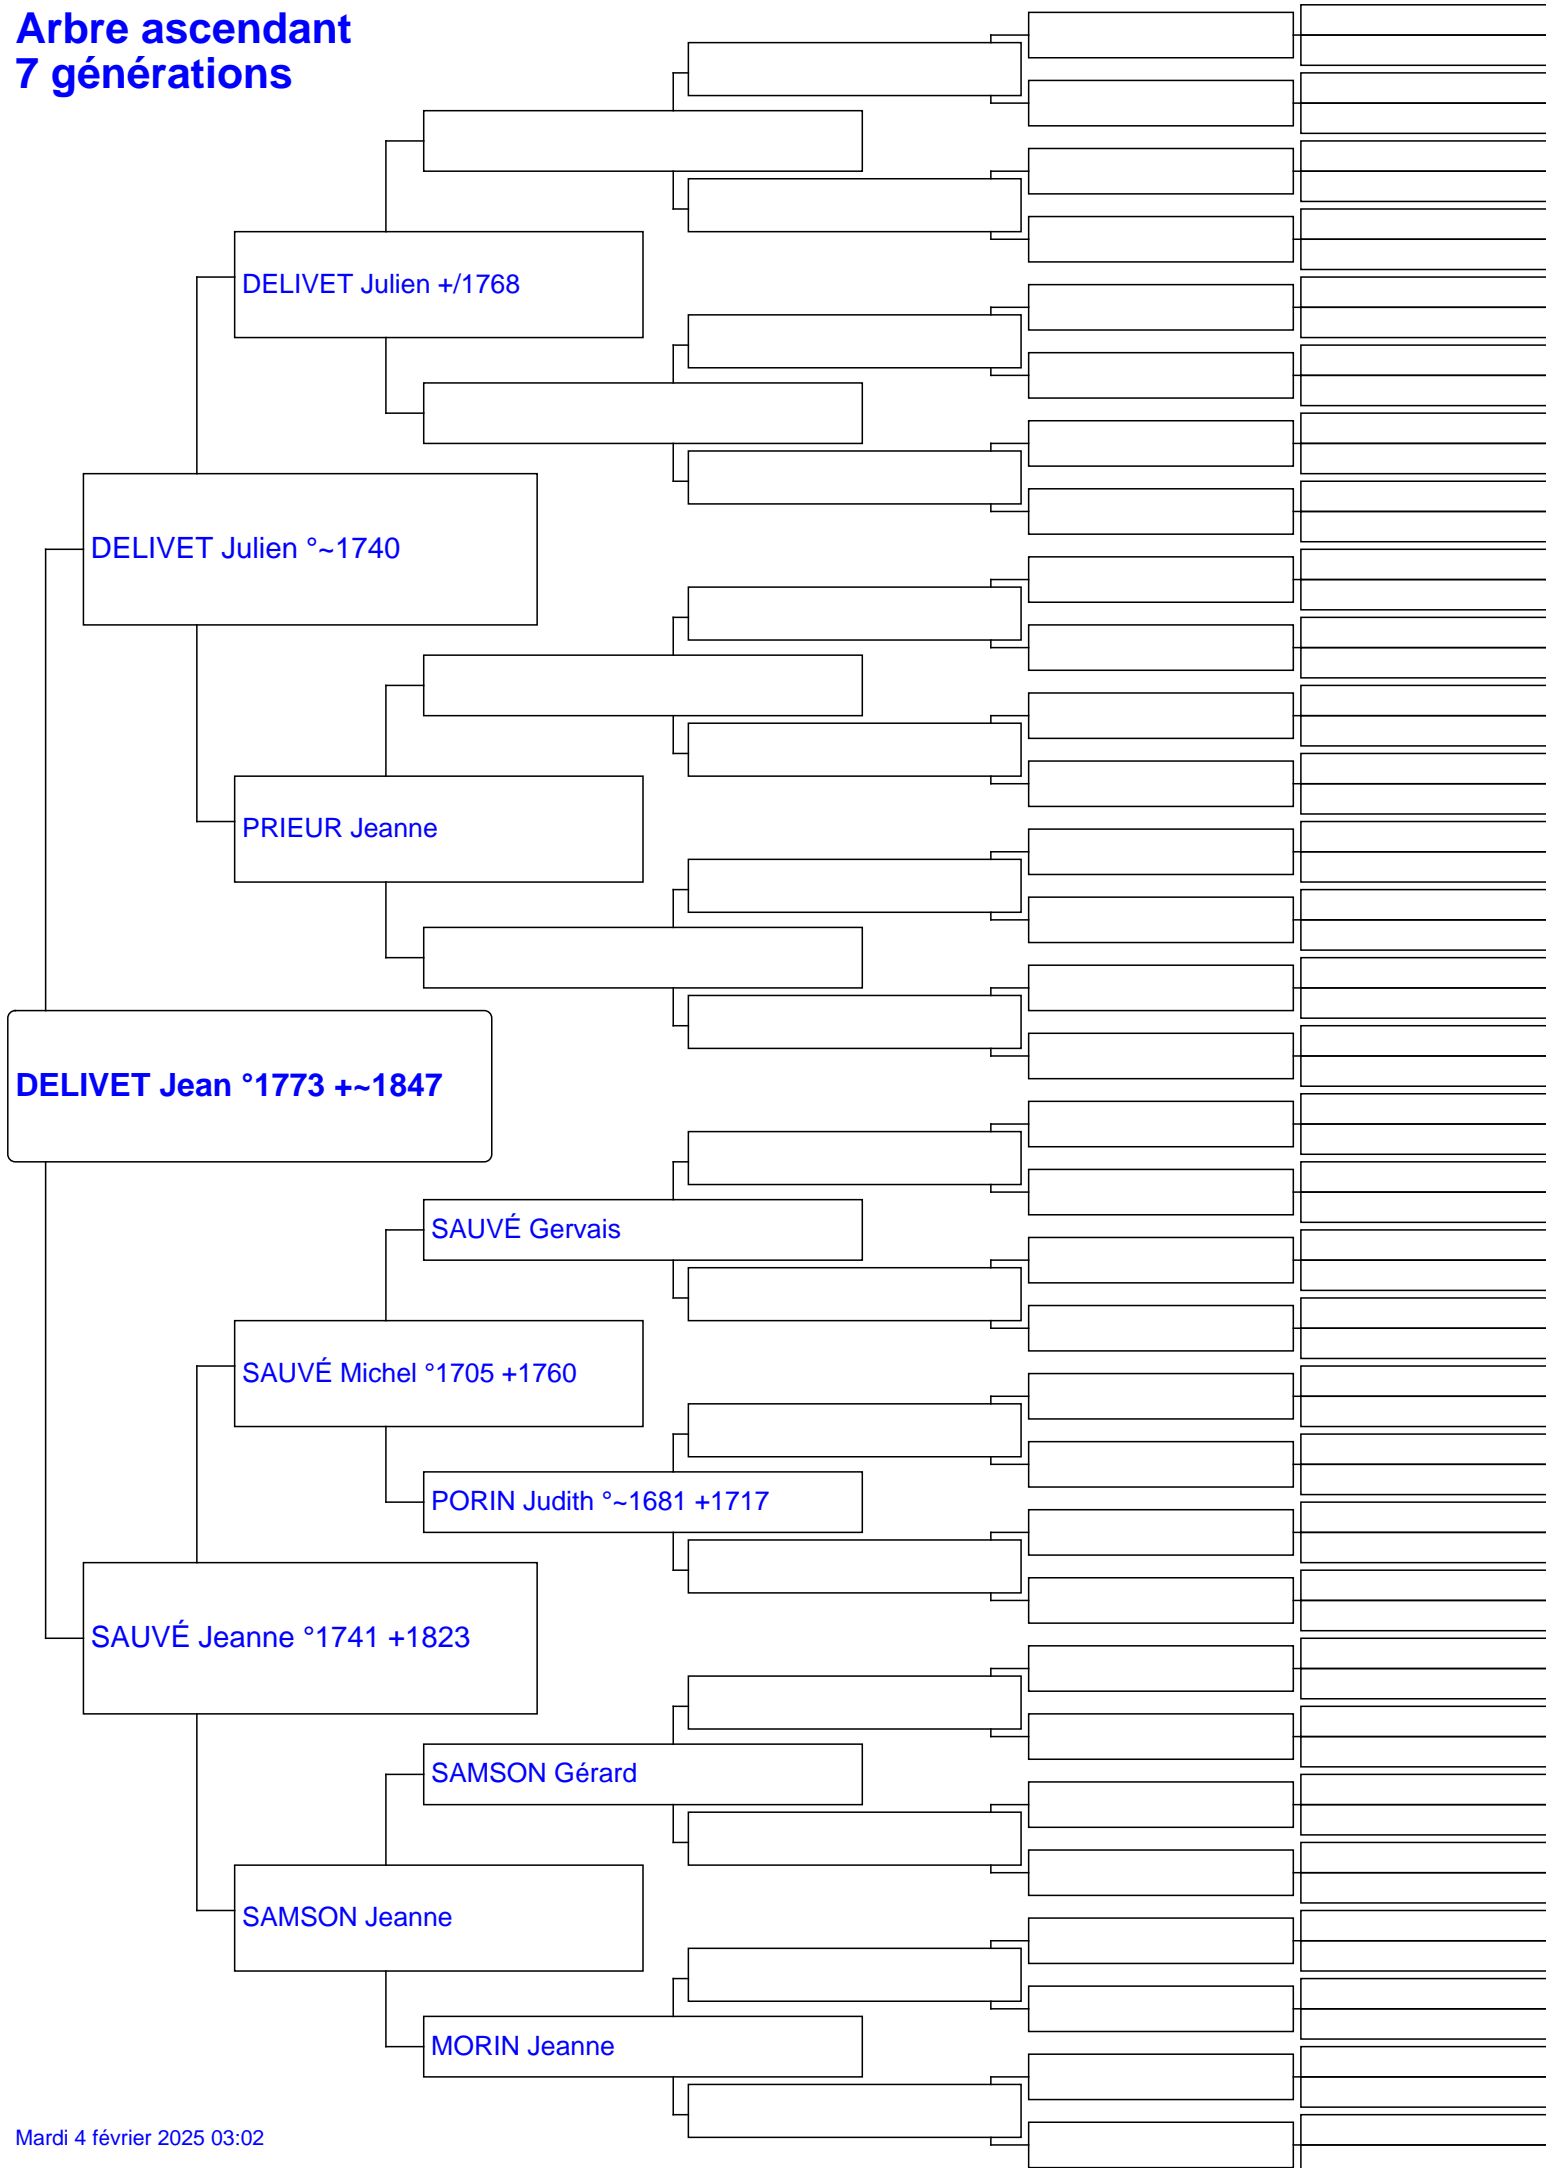 Arbre ascendant
7 générations
DELIVET Julien +/1768
DELIVET Julien °~1740
PRIEUR Jeanne
DELIVET Jean °1773 +~1847
SAUVÉ Gervais
SAUVÉ Michel °1705 +1760
PORIN Judith °~1681 +1717
SAUVÉ Jeanne °1741 +1823
SAMSON Gérard
SAMSON Jeanne
MORIN Jeanne
Mardi 4 février 2025 03:02